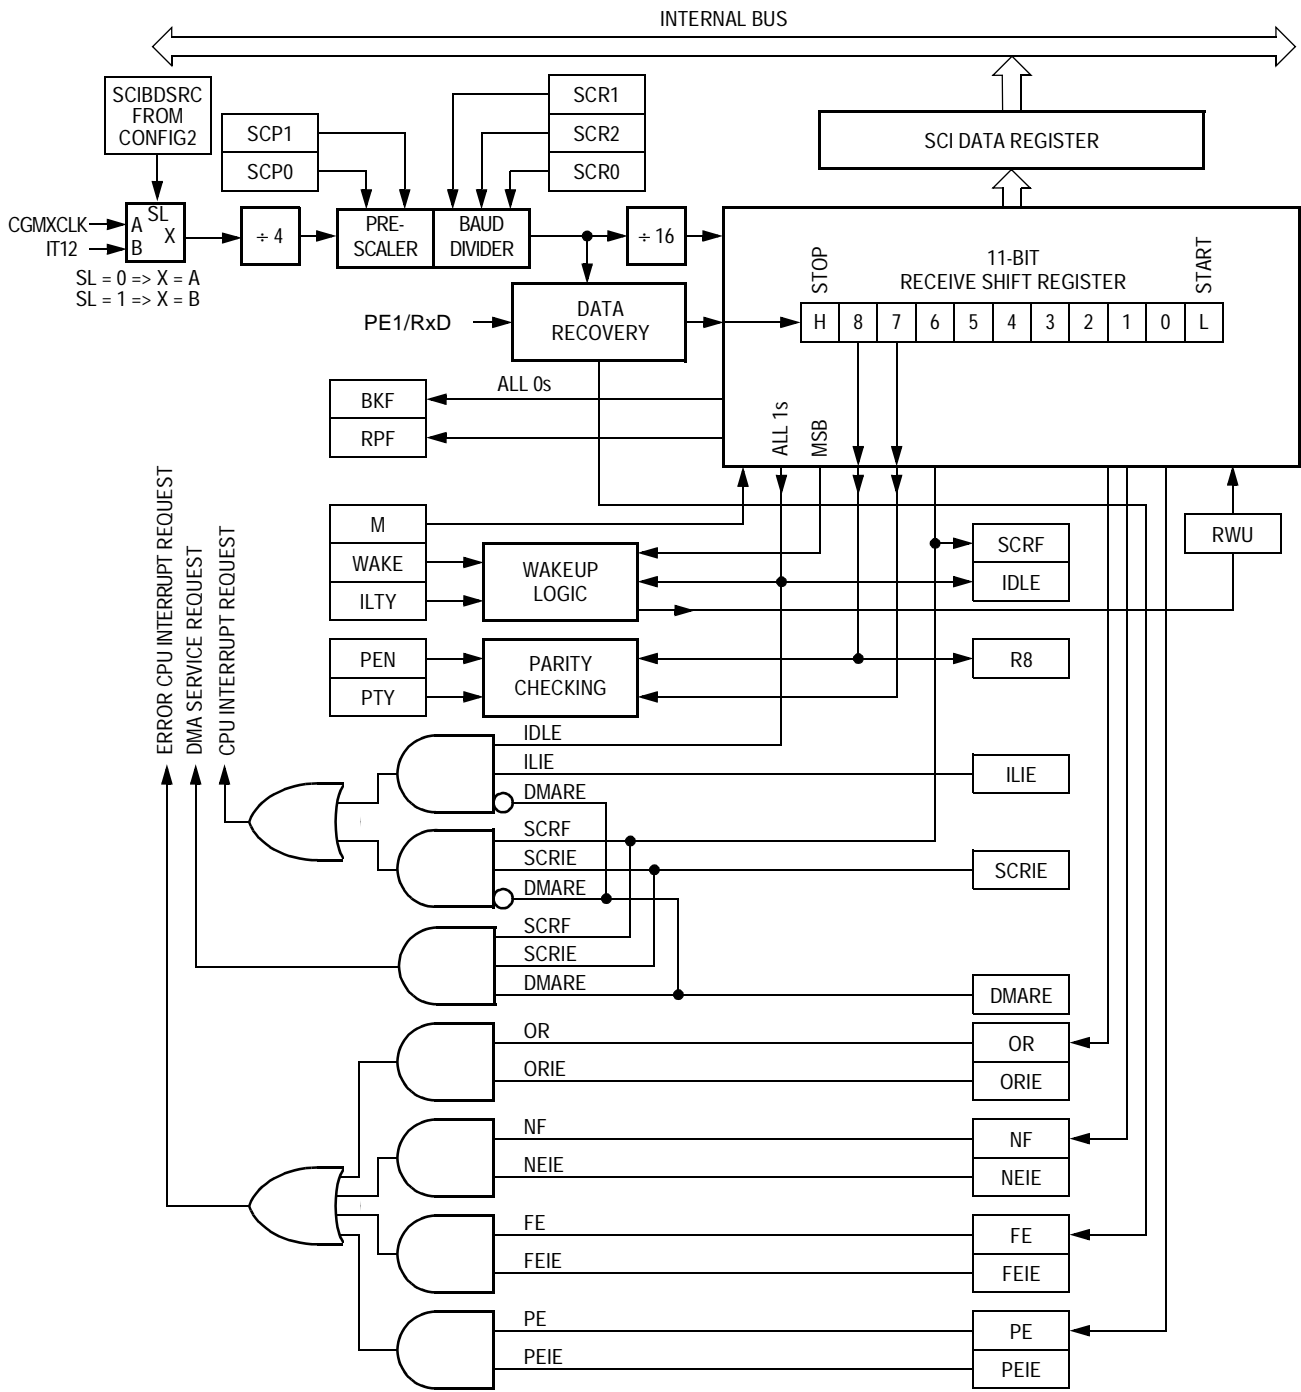 INTERNAL BUS
SCIBDSRC
FROM
CONFIG2
SCP1
SCP0
SCR1
SCR2
SCR0
SCI DATA REGISTER
CGMXCLK
IT12
A
B
SL
X
SL = 0 => X = A
SL = 1 => X = B
÷ 4
PRE-
SCALER
BAUD
DIVIDER
÷ 16
STOP
11-BIT
RECEIVE SHIFT REGISTER
START
H 8 7 6 5 4 3 2 1 0 L
PE1/RxD
DATA
RECOVERY
ALL 0s
BKF
RPF
ALL 1s
MSB
M
WAKE
ILTY
WAKEUP
LOGIC
SCRF
IDLE
RWU
PEN
PTY
PARITY
CHECKING
R8
ERROR CPU INTERRUPT REQUEST
DMA SERVICE REQUEST
CPU INTERRUPT REQUEST
IDLE
ILIE
DMARE
ILIE
SCRF
SCRIE
DMARE
SCRIE
SCRF
SCRIE
DMARE
DMARE
OR
ORIE
OR
ORIE
NF
NEIE
NF
NEIE
FE
FEIE
FE
FEIE
PE
PEIE
PE
PEIE